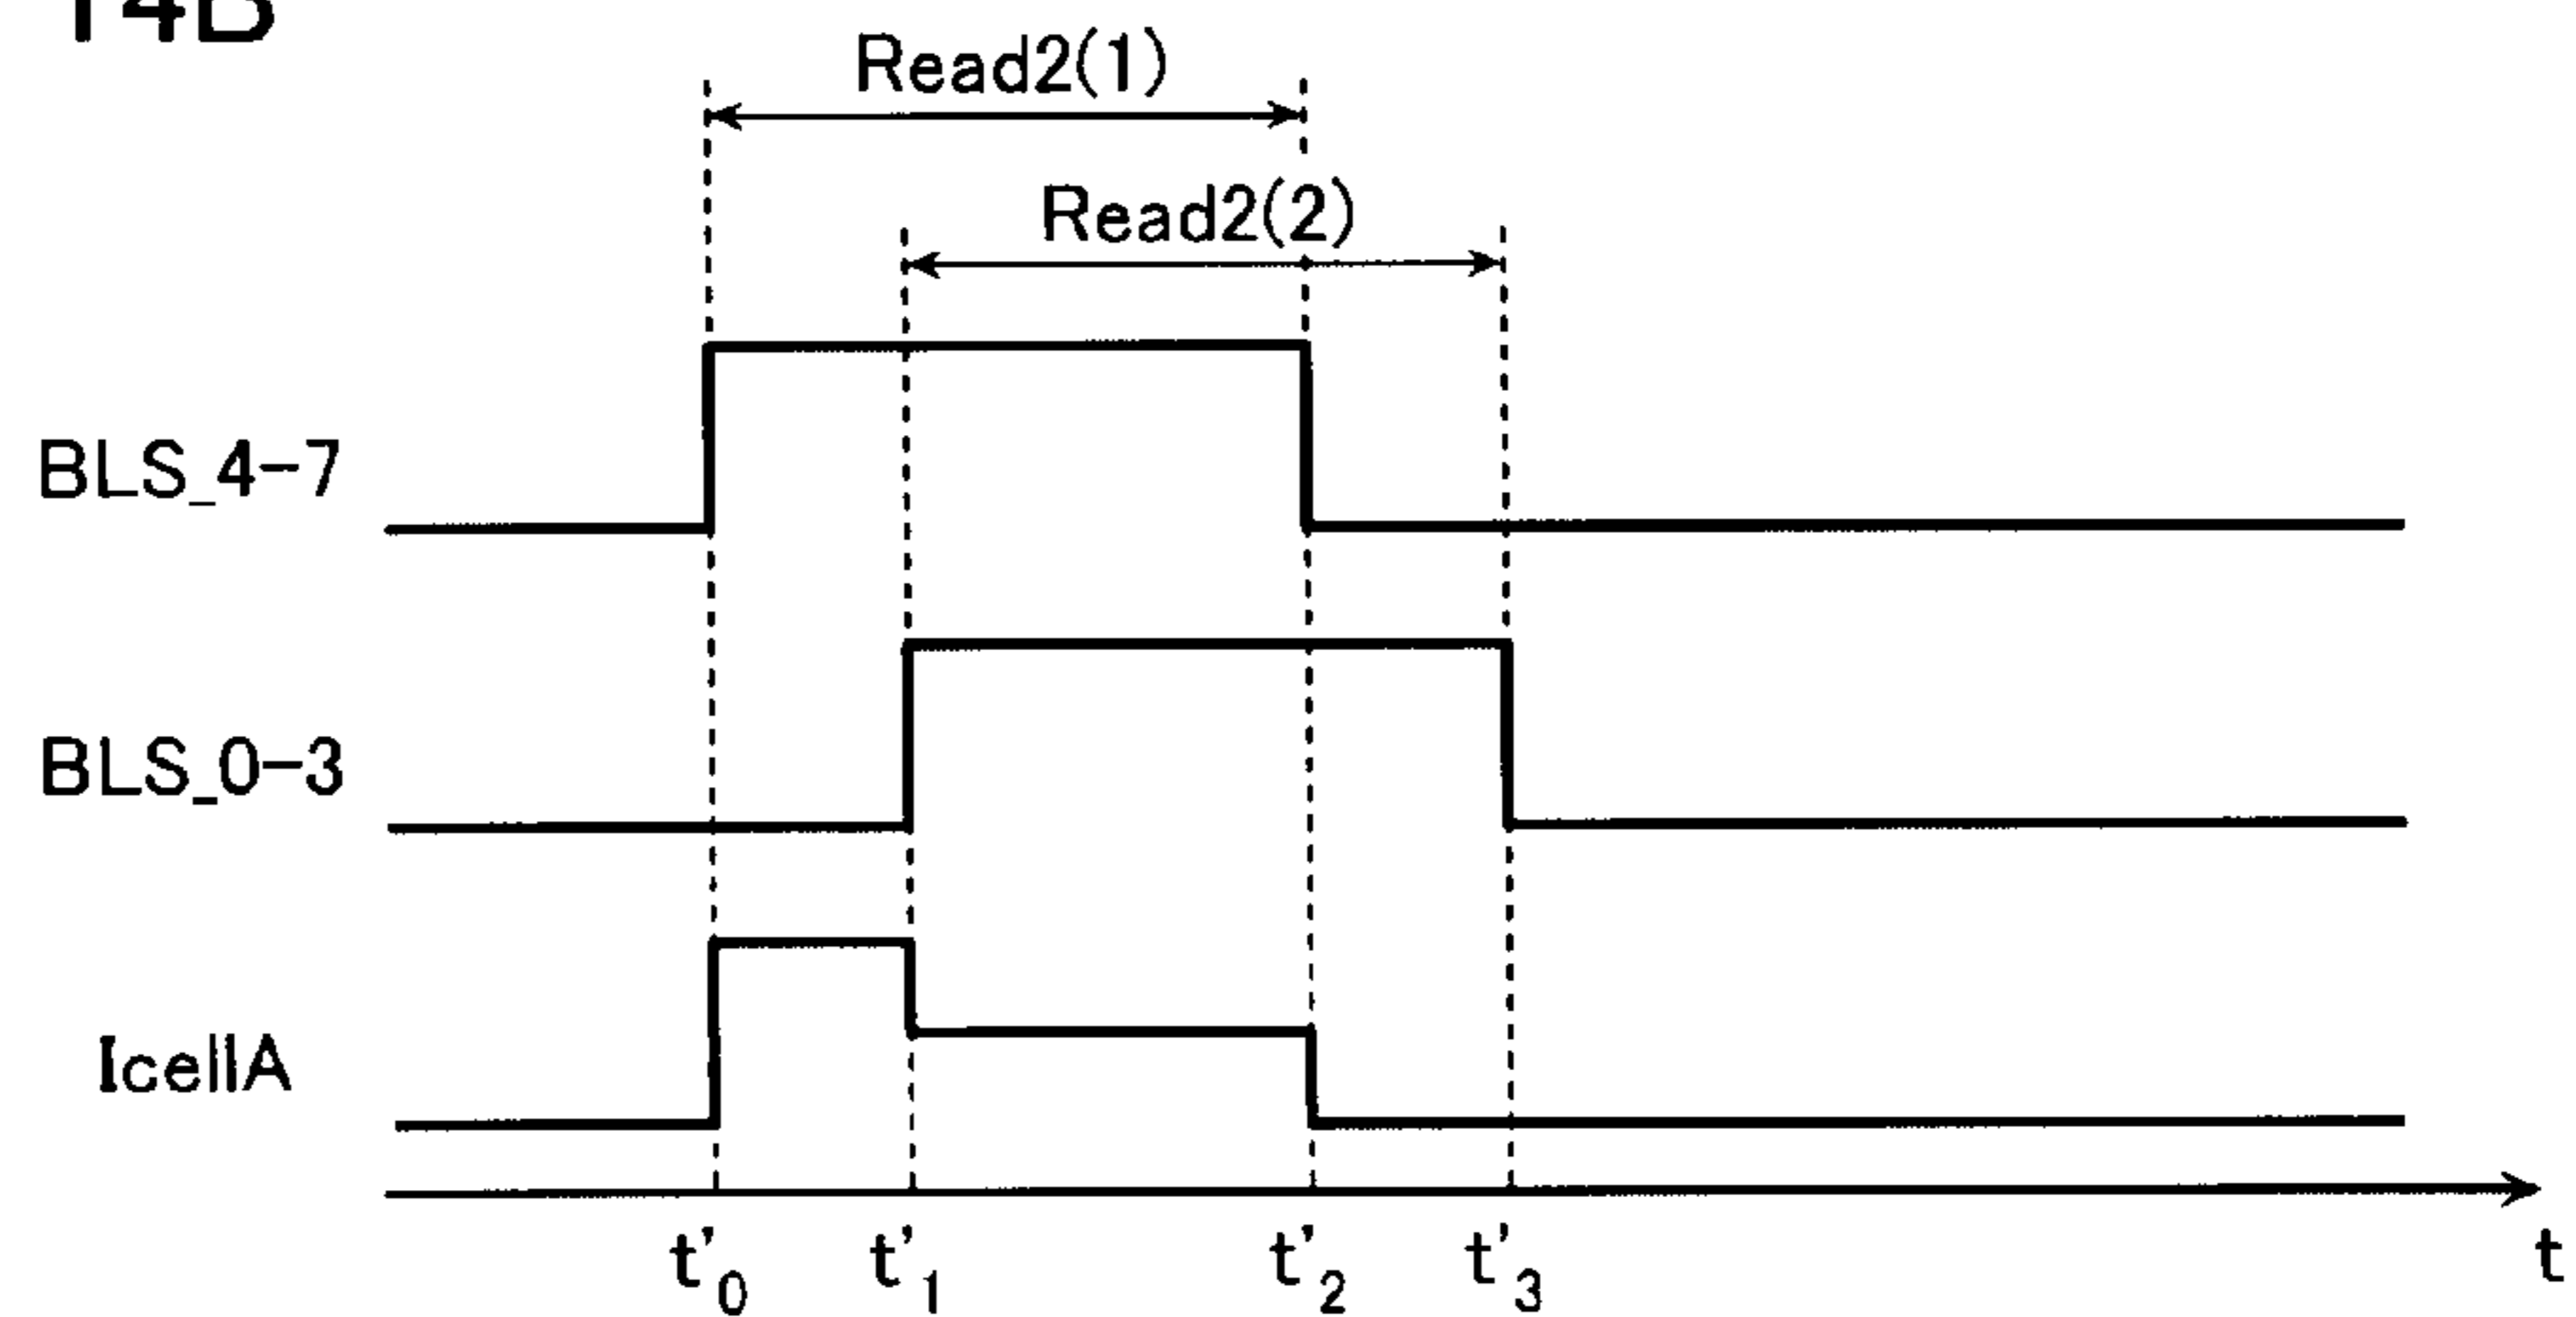 14B
Read2(1)
Read2(2)
BLS_4-7
BLS_0-3
IcellA
t'0 t'1 t'2 t'3 t